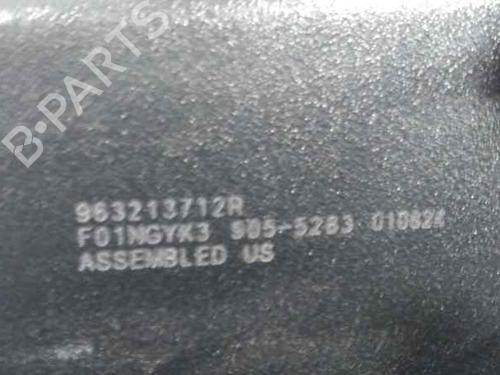 B-PARTS
963213712R
F01NGYK3 905-5283 010824
ASSEMBLED US